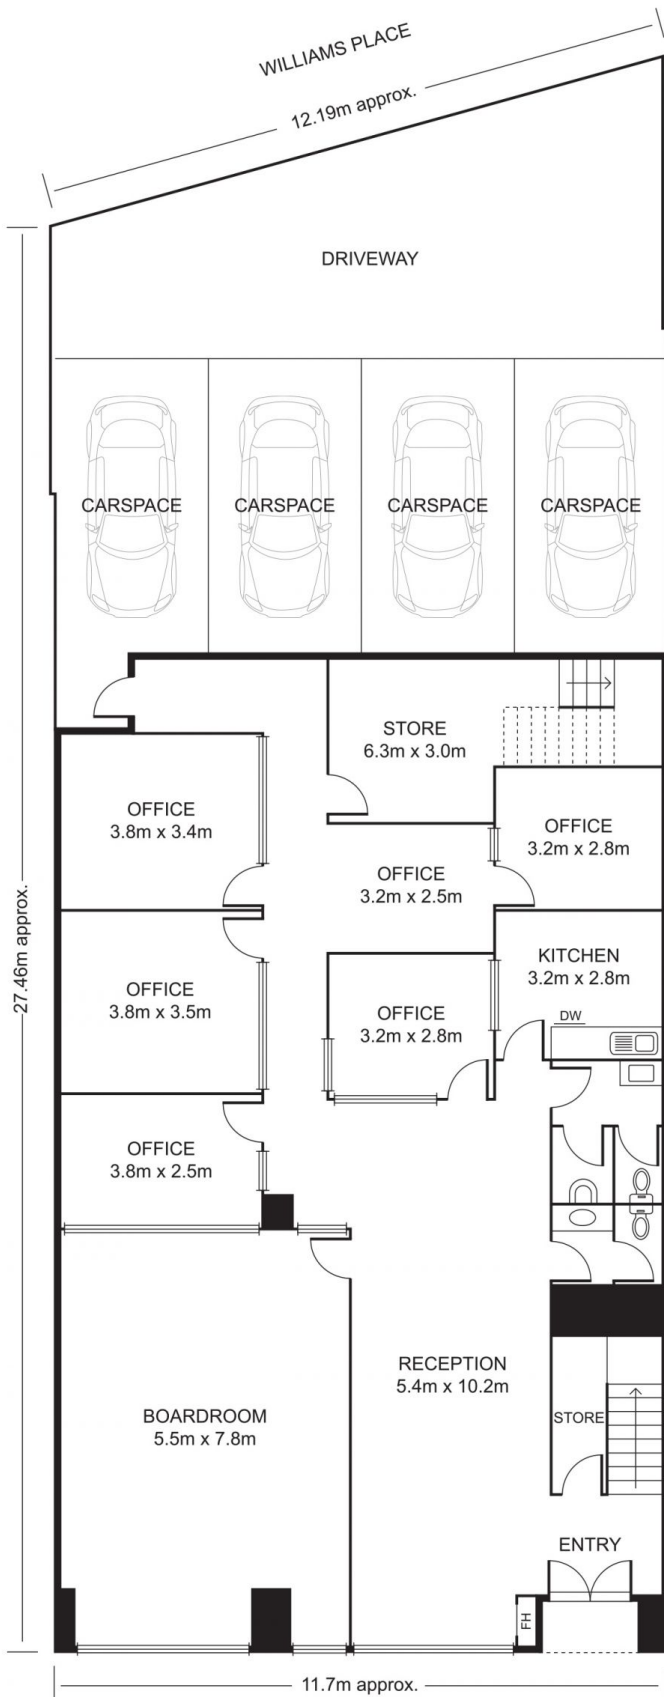 WILLIAMS PLACE
12.19m approx.
DRIVEWAY
CARSPACE
CARSPACE
CARSPACE
CARSPACE
STORE
6.3m x 3.0m
OFFICE
3.8m x 3.4m
OFFICE
3.2m x 2.8m
OFFICE
3.2m x 2.5m
27.46m approx.
KITCHEN
3.2m x 2.8m
OFFICE
3.8m x 3.5m
OFFICE
3.2m x 2.8m
DW
OFFICE
3.8m x 2.5m
RECEPTION
5.4m x 10.2m
BOARDROOM
5.5m x 7.8m
STORE
ENTRY
FH
11.7m approx.